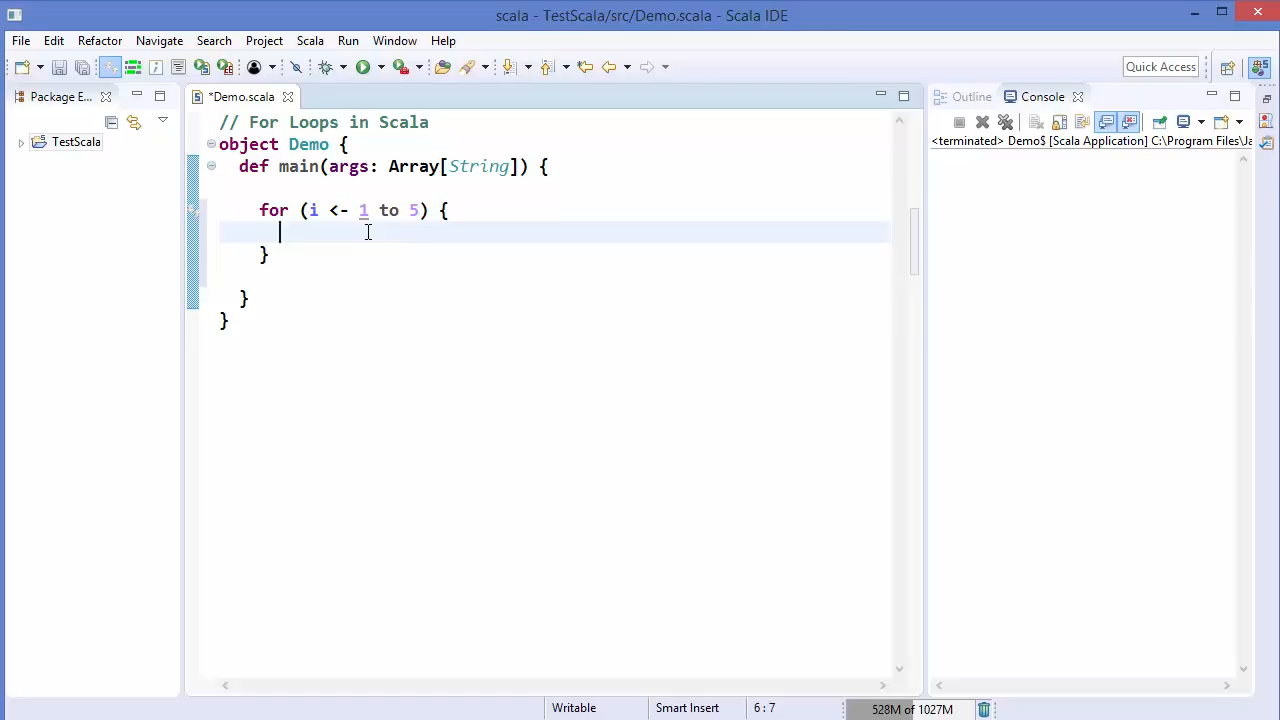 scala - TestScala/src/Demo.scala - Scala IDE
File Edit Refactor Navigate Search Project Scala Run Window Help
Quick Access
Package E...
*Demo.scala
Outline
Console
TestScala
<terminated> Demo$ [Scala Application] C:\Program Files\Ja
// For Loops in Scala
object Demo {
def main(args: Array[String]) {
for (i <- 1 to 5) {
}
}
}
Writable
Smart Insert
6 : 7
528M of 1027M